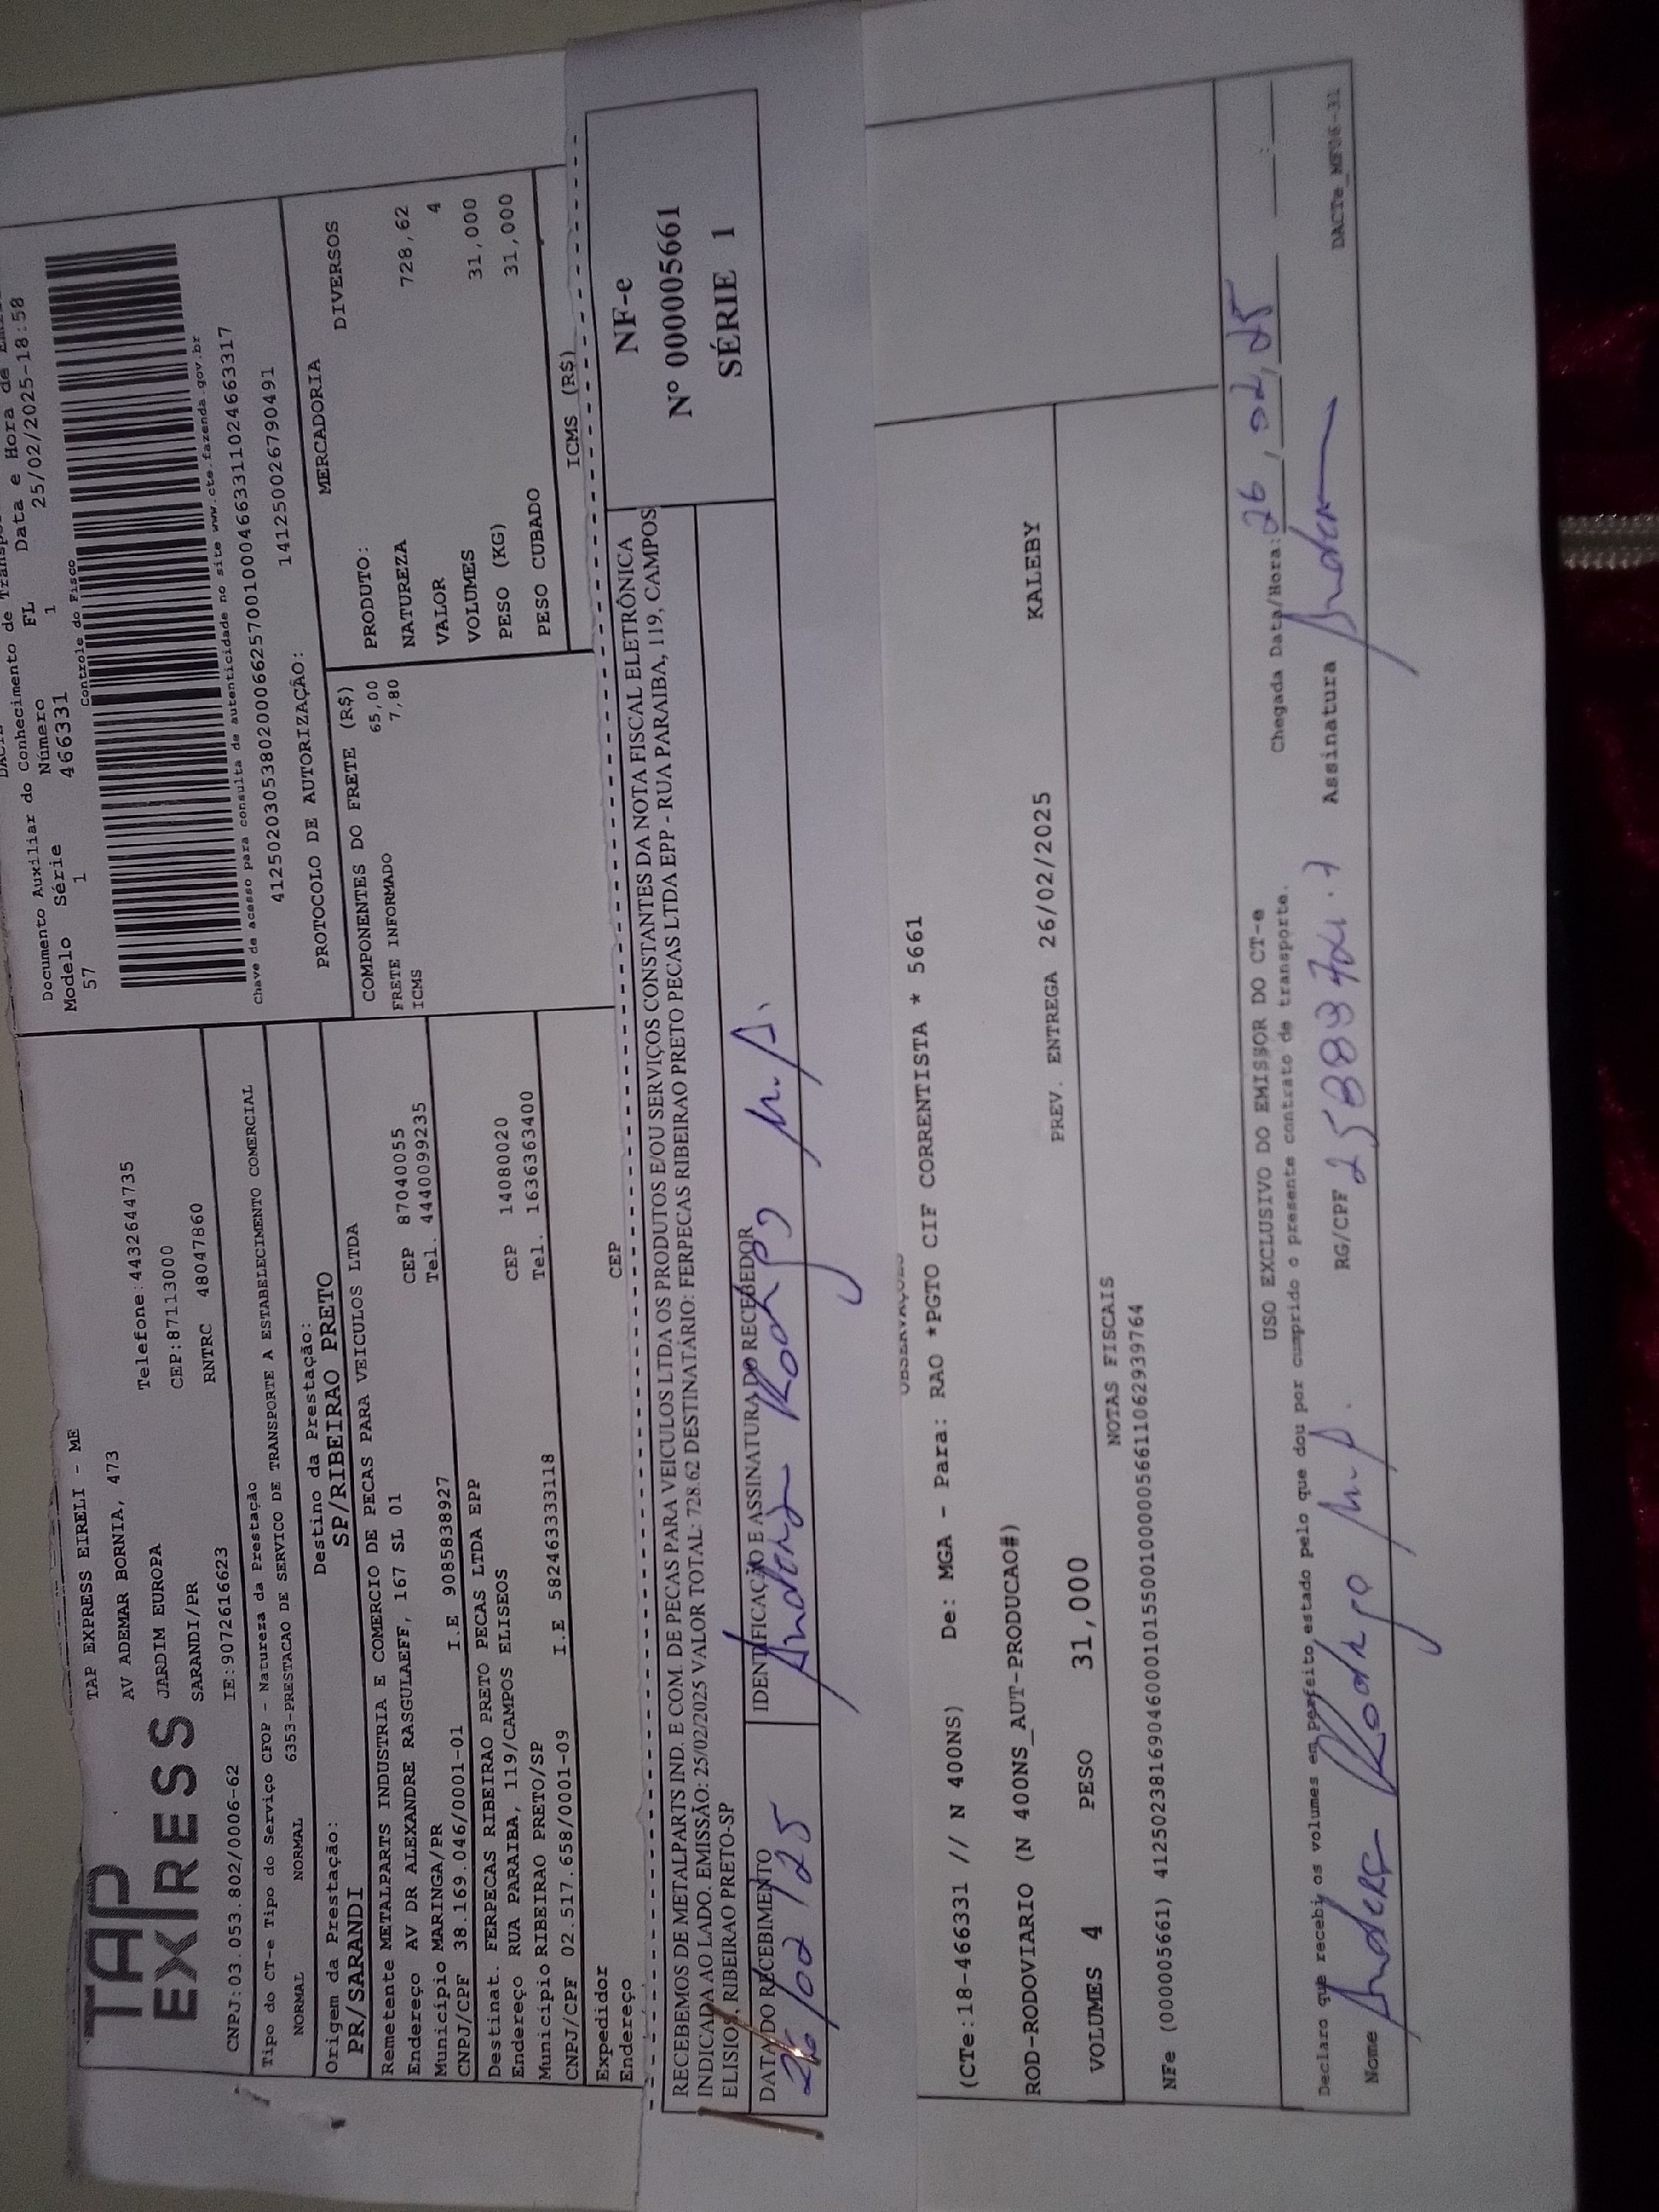 TAP
EXPRESS
TAP EXPRESS EIRELI - ME
AV ADEMAR BORNIA, 473
Telefone:4432644735
JARDIM EUROPA
CEP:87113000
SARANDI/PR
RNTRC 48047860
CNPJ:03.053.802/0006-62 IE:9072616623
Documento Auxiliar do Conhecimento de
Modelo Série Número FL Data e Hora de
57 1 466331 1 25/02/2025-18:58
Controle do Fisco
Chave de acesso para consulta de autenticidade no site www.cte.fazenda.gov.br
41250203053802000662570010004663311024663317
PROTOCOLO DE AUTORIZAÇÃO: 141250026790491
Tipo do CT-e Tipo do Serviço CFOP - Natureza da Prestação
NORMAL NORMAL 6353-PRESTACAO DE SERVICO DE TRANSPORTE A ESTABELECIMENTO COMERCIAL
Origem da Prestação: Destino da Prestação:
PR/SARANDI SP/RIBEIRAO PRETO
Remetente METALPARTS INDUSTRIA E COMERCIO DE PECAS PARA VEICULOS LTDA
Endereço AV DR ALEXANDRE RASGULAEFF, 167 SL 01 CEP 87040055
Município MARINGA/PR Tel. 4440099235
CNPJ/CPF 38.169.046/0001-01 I.E 9085838927
Destinat. FERPECAS RIBEIRAO PRETO PECAS LTDA EPP
Endereço RUA PARAIBA, 119/CAMPOS ELISEOS CEP 14080020
Município RIBEIRAO PRETO/SP Tel. 1636363400
CNPJ/CPF 02.517.658/0001-09 I.E 582463333118
Expedidor
Endereço CEP
COMPONENTES DO FRETE (R$)
FRETE INFORMADO 65,00
ICMS 7,80
MERCADORIA
PRODUTO: DIVERSOS
NATUREZA
VALOR 728,62
VOLUMES 4
PESO (KG) 31,000
PESO CUBADO 31,000
ICMS (R$)
RECEBEMOS DE METALPARTS IND. E COM. DE PECAS PARA VEICULOS LTDA OS PRODUTOS E/OU SERVIÇOS CONSTANTES DA NOTA FISCAL ELETRÔNICA
INDICADA AO LADO. EMISSÃO: 25/02/2025 VALOR TOTAL: 728.62 DESTINATÁRIO: FERPECAS RIBEIRAO PRETO PECAS LTDA EPP - RUA PARAIBA, 119, CAMPOS
ELISIOS, RIBEIRAO PRETO-SP
NF-e
Nº 000005661
SÉRIE 1
DATA DO RECEBIMENTO IDENTIFICAÇÃO E ASSINATURA DO RECEBEDOR
26/02/25 Anderson Rodrigo M.P.
OBSERVAÇÕES
(CTe:18-466331 // N 400NS) De: MGA - Para: RAO *PGTO CIF CORRENTISTA * 5661
ROD-RODOVIARIO (N 400NS_AUT-PRODUCAO#) KALEBY
VOLUMES 4 PESO 31,000 PREV. ENTREGA 26/02/2025
NOTAS FISCAIS
NFe (000005661) 41250238169046000101550010000056611062939764
USO EXCLUSIVO DO EMISSOR DO CT-e
Declaro que recebi os volumes em perfeito estado pelo que dou por cumprido o presente contrato de transporte. Chegada Data/Hora: 26, 02, 25
Nome Anderson Rodrigo M.P. RG/CPF Assinatura Anderson
DACTe_MF06-31